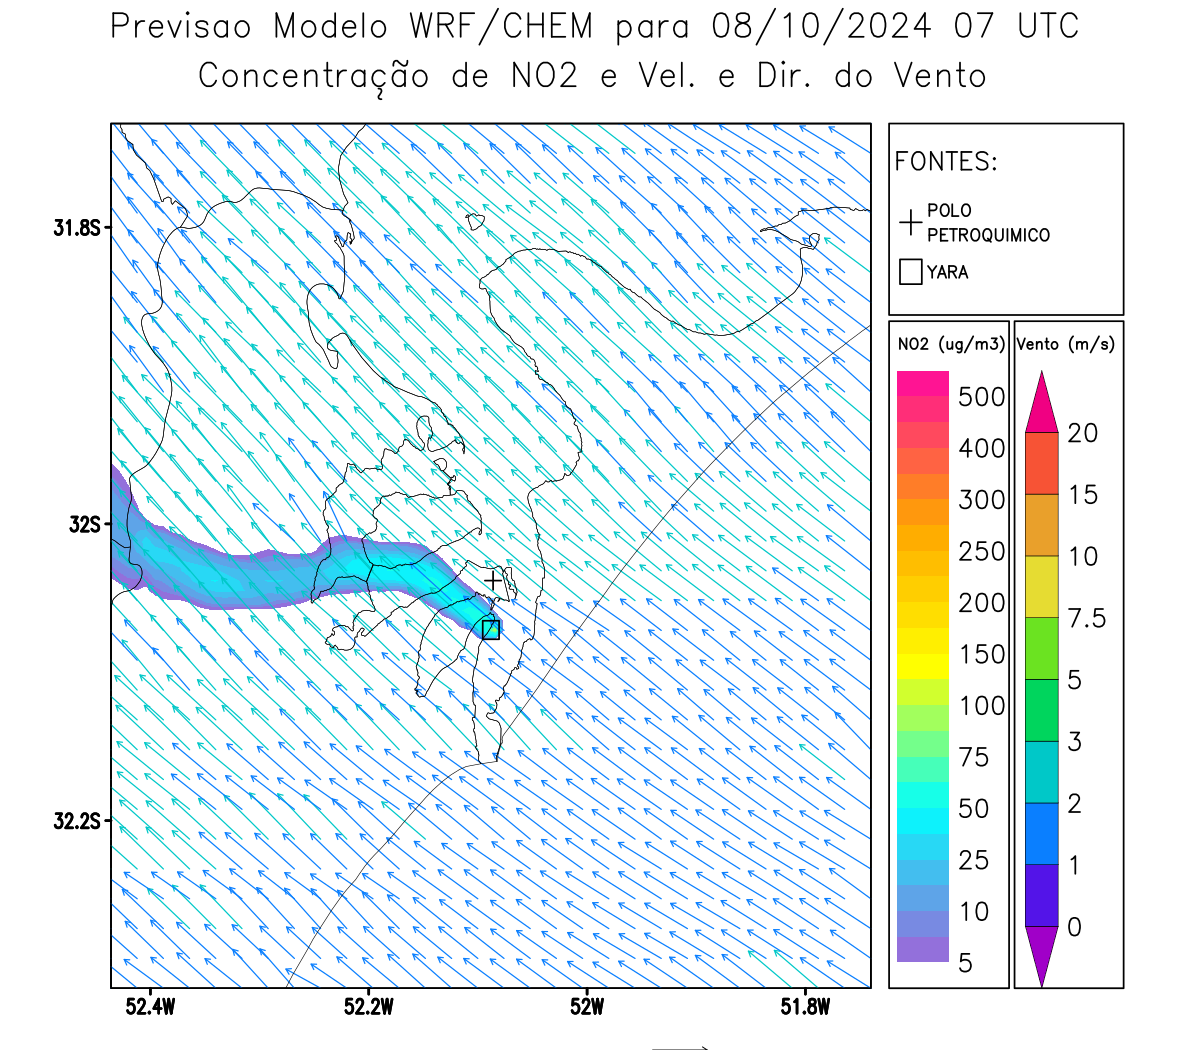 Previsao Modelo WRF/CHEM para 08/10/2024 07 UTC
Concentração de NO2 e Vel. e Dir. do Vento
FONTES:
POLO
PETROQUIMICO
YARA
NO2 (ug/m3)
500
400
300
250
200
150
100
75
50
25
10
5
Vento (m/s)
20
15
10
7.5
5
3
2
1
0
31.8S
32S
32.2S
52.4W
52.2W
52W
51.8W